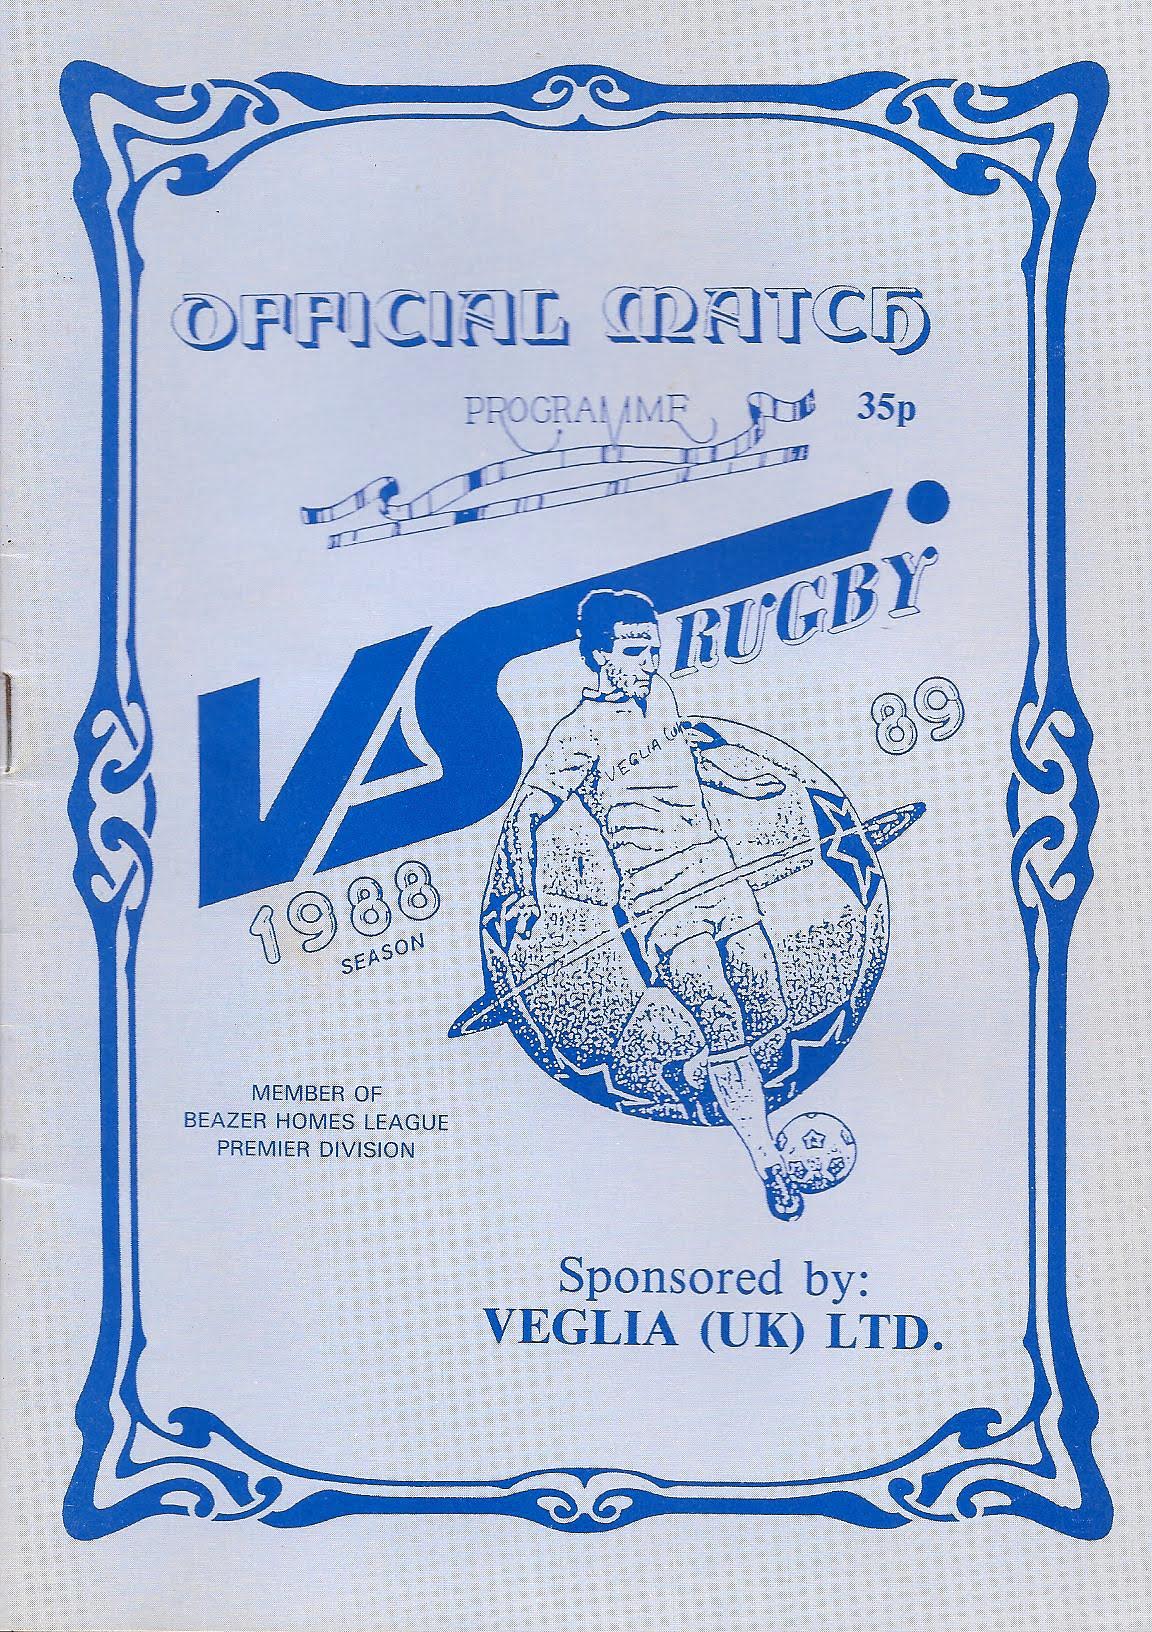 OFFICIAL MATCH
PROGRAMME 35p
VS RUGBY
VEGLIA (UK)
89
1988
SEASON
MEMBER OF
BEAZER HOMES LEAGUE
PREMIER DIVISION
Sponsored by:
VEGLIA (UK) LTD.